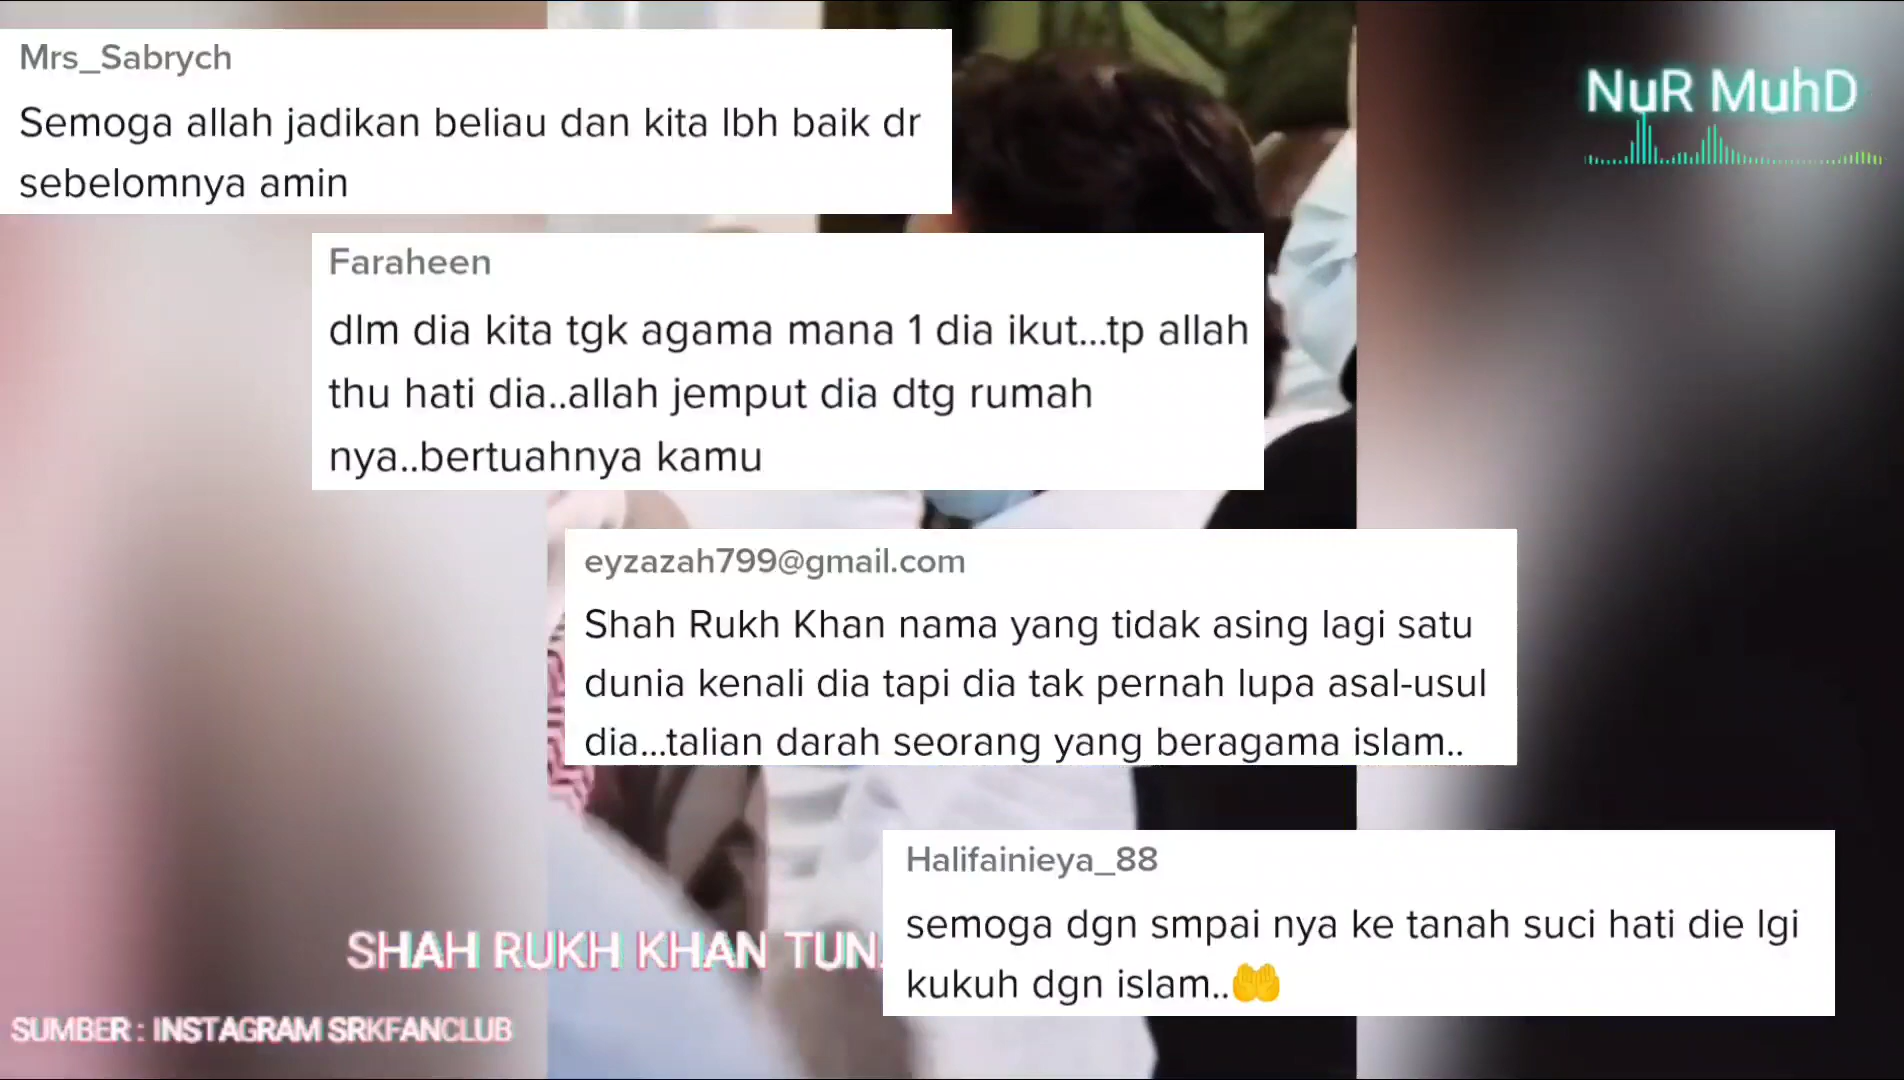 NuR MuhD
Mrs_Sabrych
Semoga allah jadikan beliau dan kita lbh baik dr
sebelomnya amin
Faraheen
dlm dia kita tgk agama mana 1 dia ikut...tp allah
thu hati dia..allah jemput dia dtg rumah
nya..bertuahnya kamu
eyzazah799@gmail.com
Shah Rukh Khan nama yang tidak asing lagi satu
dunia kenali dia tapi dia tak pernah lupa asal-usul
dia...talian darah seorang yang beragama islam..
Halifainieya_88
semoga dgn smpai nya ke tanah suci hati die lgi
kukuh dgn islam..🤲
SHAH RUKH KHAN TUN
SUMBER : INSTAGRAM SRKFANCLUB